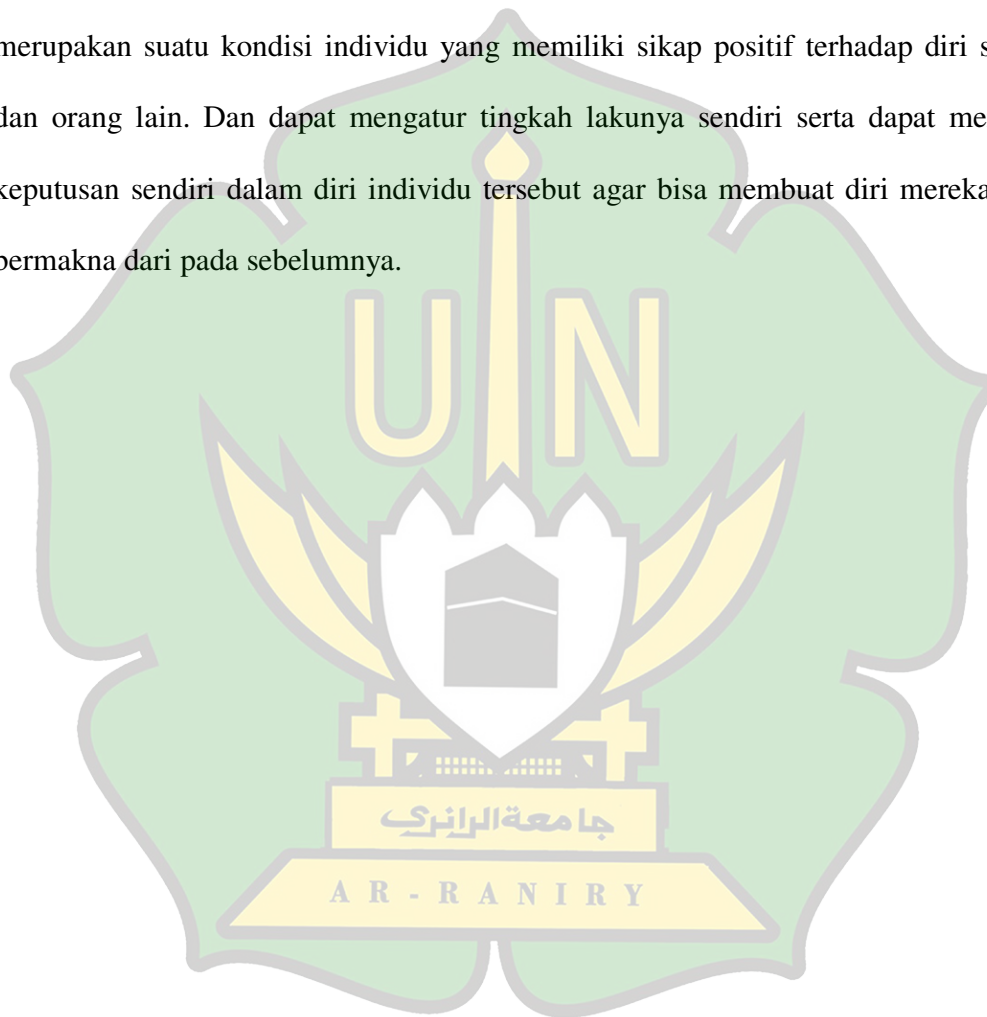 merupakan suatu kondisi individu yang memiliki sikap positif terhadap diri s
dan orang lain. Dan dapat mengatur tingkah lakunya sendiri serta dapat me
keputusan sendiri dalam diri individu tersebut agar bisa membuat diri mereka
bermakna dari pada sebelumnya.
UIN
جامعة الرانري
AR-RANIRY